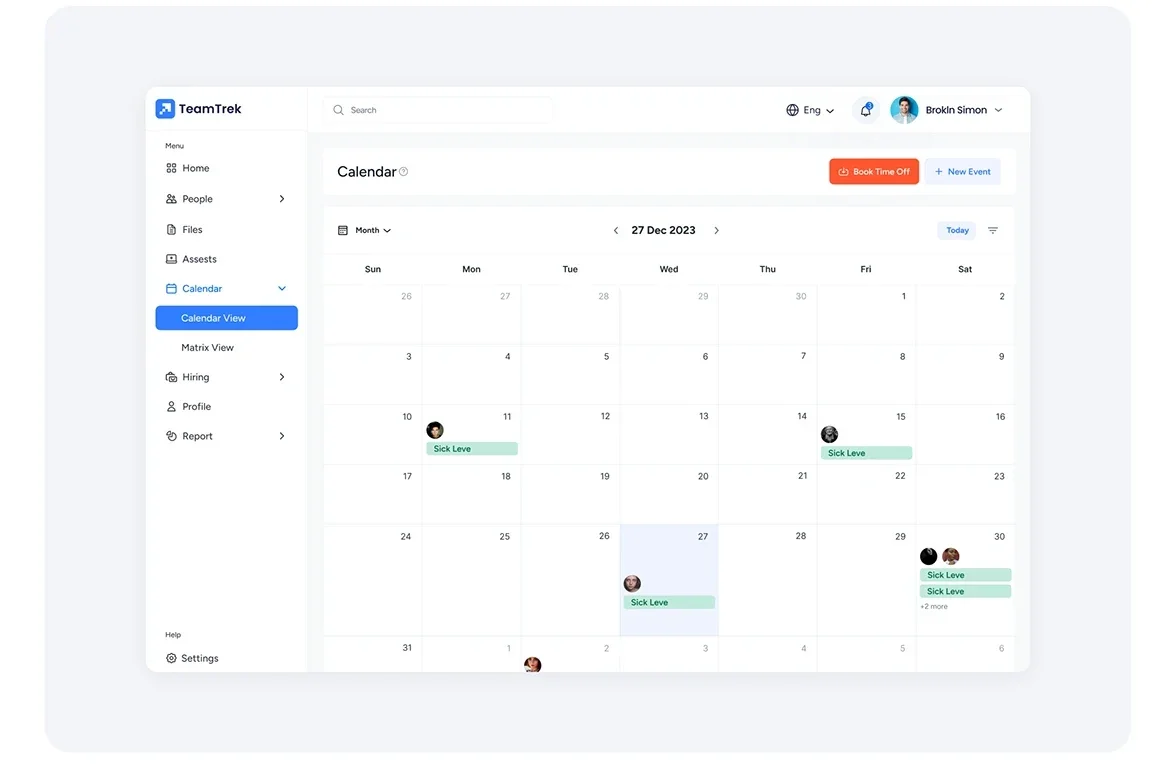 TeamTrek
Search
Eng
3
BrokIn Simon
Menu
Home
People
Files
Assests
Calendar
Calendar View
Matrix View
Hiring
Profile
Report
Help
Settings
Calendar
Book Time Off
+ New Event
Month
27 Dec 2023
Today
Sun Mon Tue Wed Thu Fri Sat
26 27 28 29 30 1 2
3 4 5 6 7 8 9
10 11 12 13 14 15 16
Sick Leve
Sick Leve
17 18 19 20 21 22 23
24 25 26 27 28 29 30
Sick Leve
Sick Leve
Sick Leve
+2 more
31 1 2 3 4 5 6